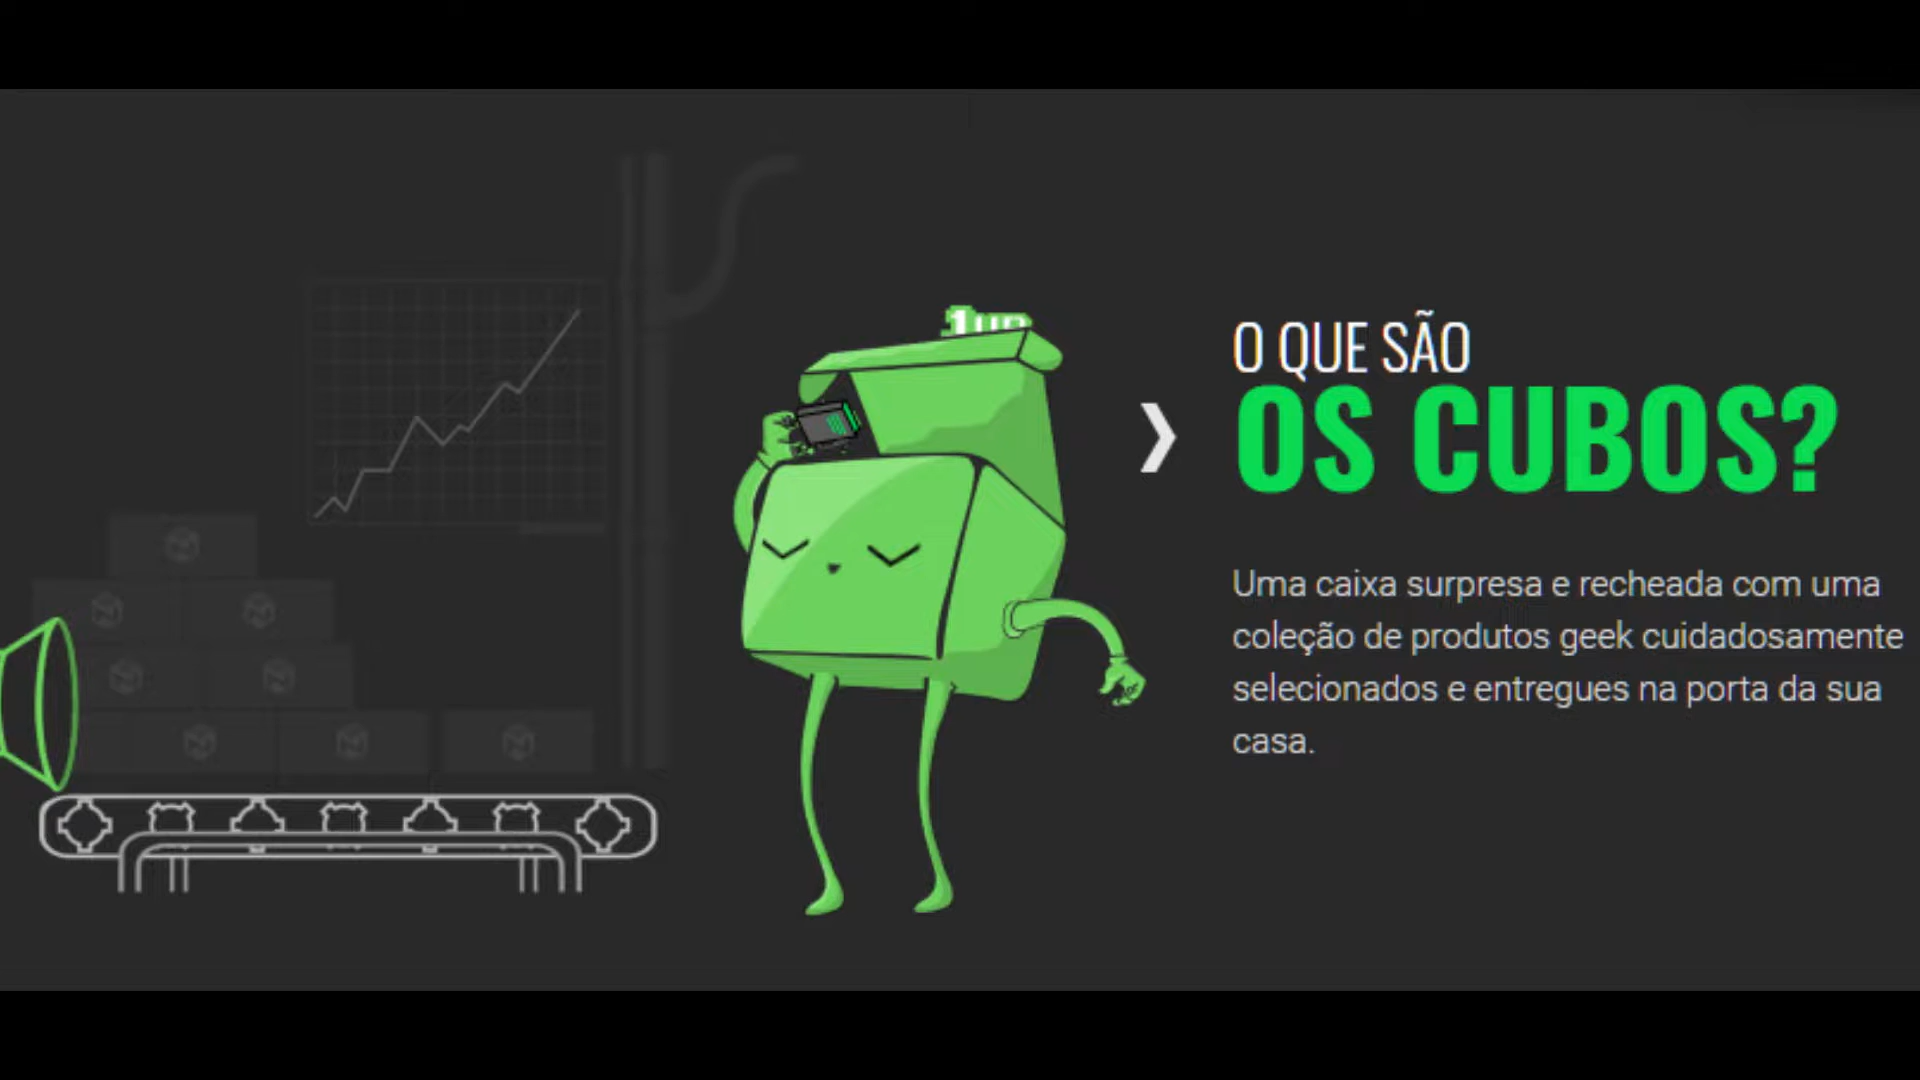 1UP
O QUE SÃO
OS CUBOS?
Uma caixa surpresa e recheada com uma
coleção de produtos geek cuidadosamente
selecionados e entregues na porta da sua
casa.